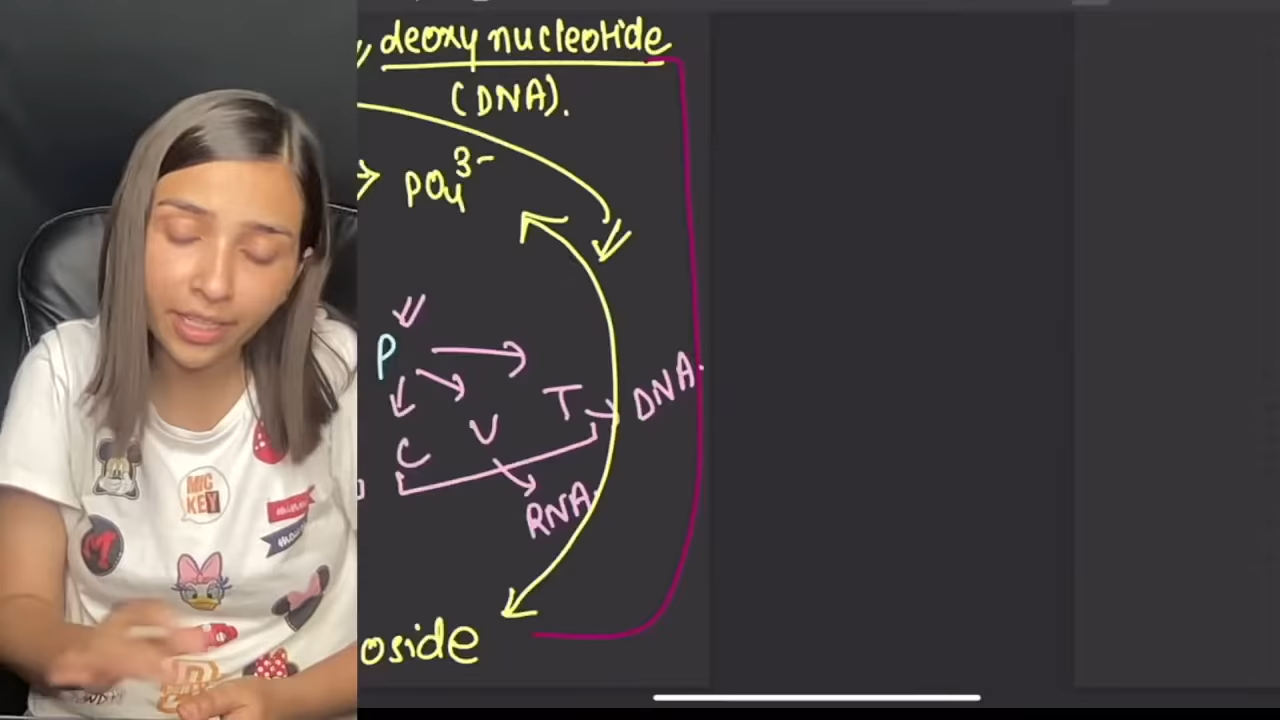 deoxy nucleotide
(DNA).
PO4 3-
P
T DNA.
C U
RNA.
oside
MIC
KEY
M